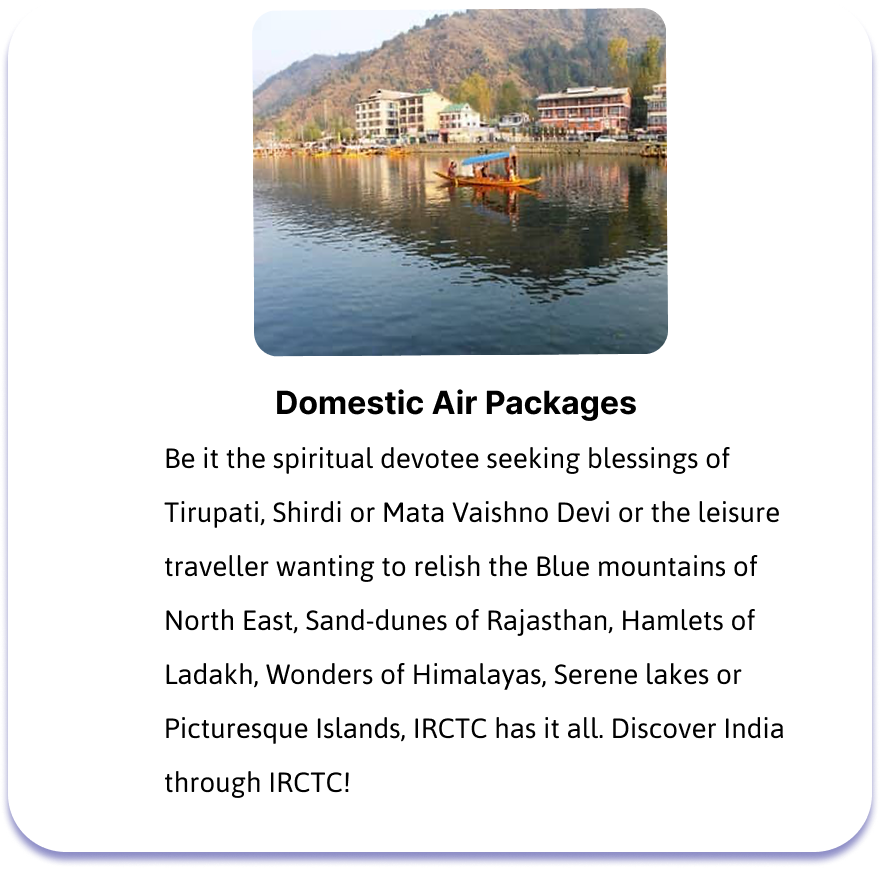 Domestic Air Packages
Be it the spiritual devotee seeking blessings of
Tirupati, Shirdi or Mata Vaishno Devi or the leisure
traveller wanting to relish the Blue mountains of
North East, Sand-dunes of Rajasthan, Hamlets of
Ladakh, Wonders of Himalayas, Serene lakes or
Picturesque Islands, IRCTC has it all. Discover India
through IRCTC!